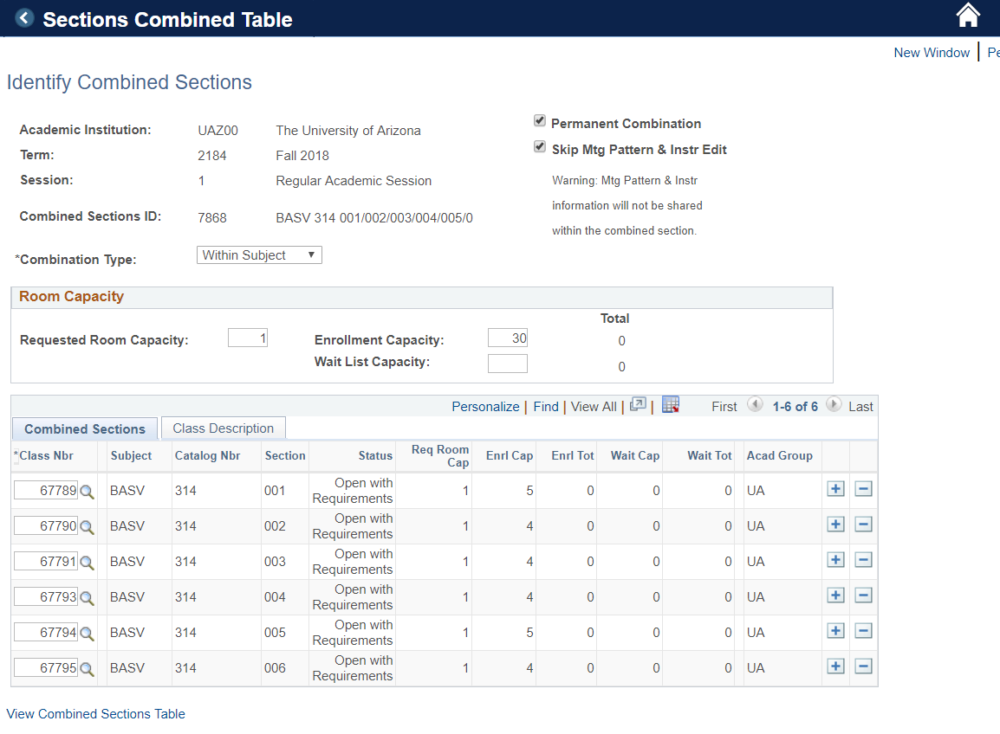 Sections Combined Table
New Window | Pe
Identify Combined Sections
Academic Institution: UAZ00 The University of Arizona
Permanent Combination
Term: 2184 Fall 2018
Skip Mtg Pattern & Instr Edit
Session: 1 Regular Academic Session
Warning: Mtg Pattern & Instr
information will not be shared
within the combined section.
Combined Sections ID: 7868 BASV 314 001/002/003/004/005/0
*Combination Type: Within Subject
Room Capacity
Total
Requested Room Capacity: 1 Enrollment Capacity: 30 0
Wait List Capacity: 0
Personalize | Find | View All | | First 1-6 of 6 Last
Combined Sections Class Description
*Class Nbr Subject Catalog Nbr Section Status Req Room Cap Enrl Cap Enrl Tot Wait Cap Wait Tot Acad Group
67789 BASV 314 001 Open with Requirements 1 5 0 0 0 UA
67790 BASV 314 002 Open with Requirements 1 4 0 0 0 UA
67791 BASV 314 003 Open with Requirements 1 4 0 0 0 UA
67793 BASV 314 004 Open with Requirements 1 4 0 0 0 UA
67794 BASV 314 005 Open with Requirements 1 5 0 0 0 UA
67795 BASV 314 006 Open with Requirements 1 4 0 0 0 UA
View Combined Sections Table